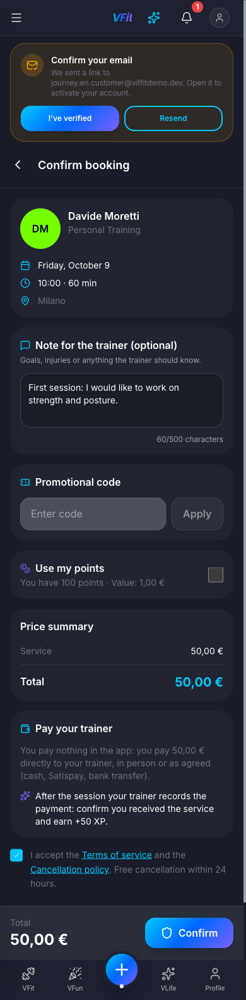 VFit
1
Confirm your email
We sent a link to
journey.en.customer@vitfitdemo.dev. Open it to
activate your account.
I've verified
Resend
Confirm booking
DM
Davide Moretti
Personal Training
Friday, October 9
10:00 · 60 min
Milano
Note for the trainer (optional)
Goals, injuries or anything the trainer should know.
First session: I would like to work on
strength and posture.
60/500 characters
Promotional code
Enter code
Apply
Use my points
You have 100 points · Value: 1,00 €
Price summary
Service
50,00 €
Total
50,00 €
Pay your trainer
You pay nothing in the app: you pay 50,00 €
directly to your trainer, in person or as agreed
(cash, Satispay, bank transfer).
After the session your trainer records the
payment: confirm you received the service
and earn +50 XP.
I accept the Terms of service and the
Cancellation policy. Free cancellation within 24
hours.
Total
50,00 €
Confirm
VFit
VFun
VLife
Profile